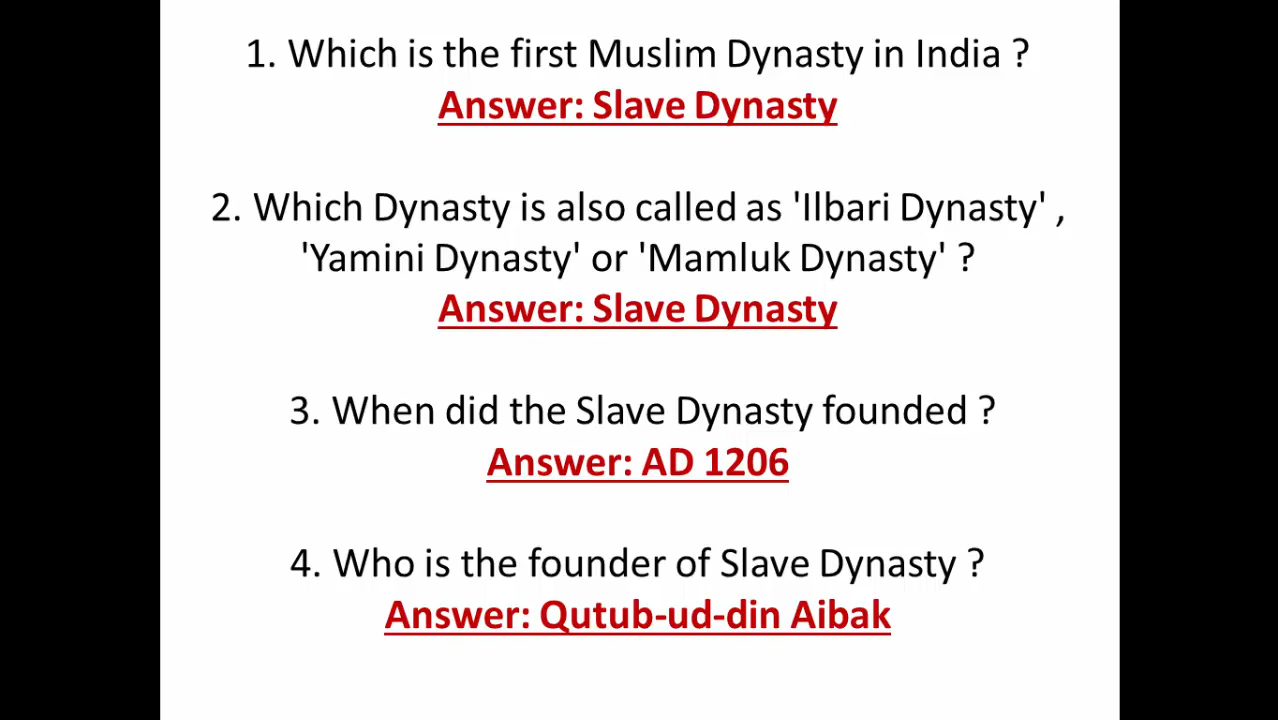 1. Which is the first Muslim Dynasty in India ?
Answer: Slave Dynasty
2. Which Dynasty is also called as 'Ilbari Dynasty' ,
'Yamini Dynasty' or 'Mamluk Dynasty' ?
Answer: Slave Dynasty
3. When did the Slave Dynasty founded ?
Answer: AD 1206
4. Who is the founder of Slave Dynasty ?
Answer: Qutub-ud-din Aibak